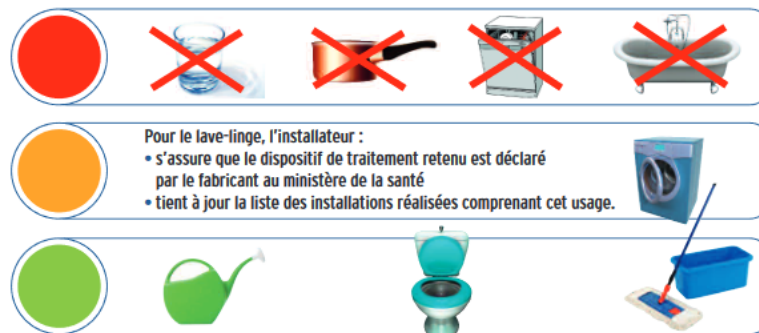 Pour le lave-linge, l'installateur :
• s'assure que le dispositif de traitement retenu est déclaré
par le fabricant au ministère de la santé
• tient à jour la liste des installations réalisées comprenant cet usage.